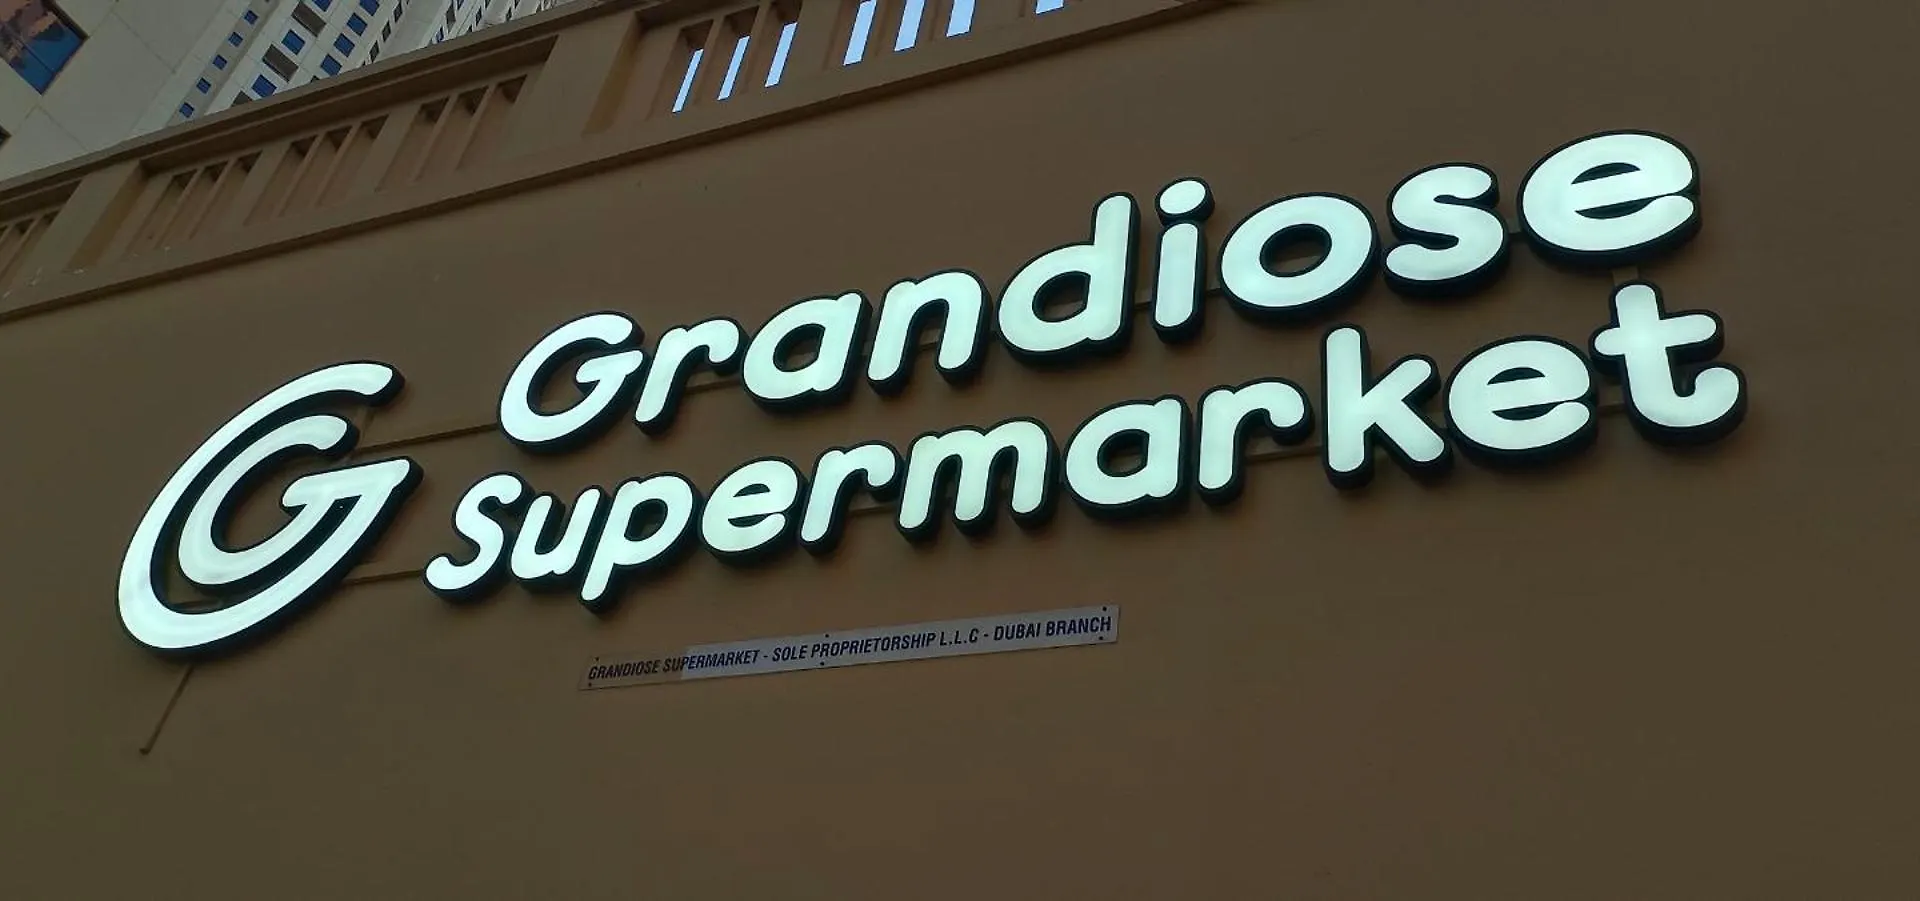 G
Grandiose
Supermarket
GRANDIOSE SUPERMARKET - SOLE PROPRIETORSHIP L.L.C - DUBAI BRANCH